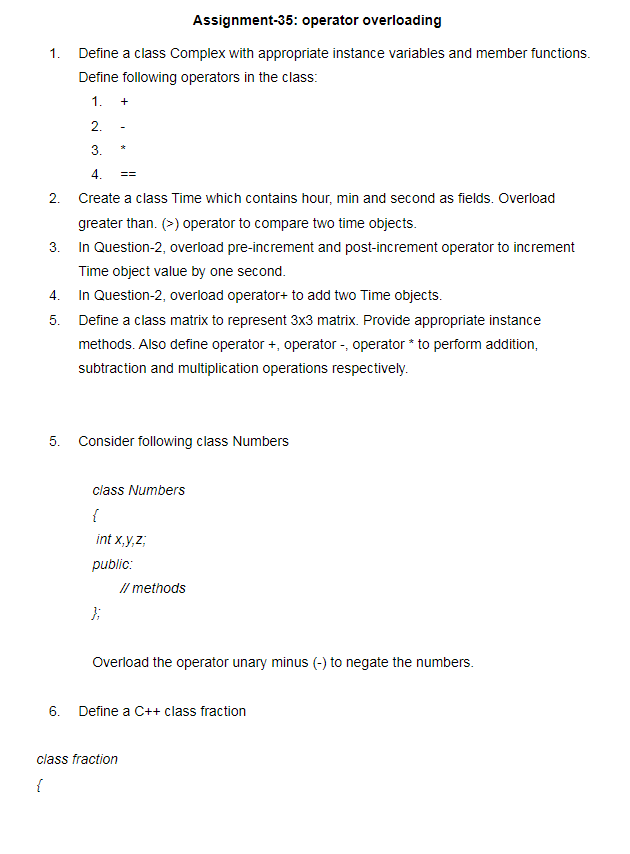 Assignment-35: operator overloading
1. Define a class Complex with appropriate instance variables and member functions.
Define following operators in the class:
1. +
2. -
3. *
4. ==
2. Create a class Time which contains hour, min and second as fields. Overload
greater than. (>) operator to compare two time objects.
3. In Question-2, overload pre-increment and post-increment operator to increment
Time object value by one second.
4. In Question-2, overload operator+ to add two Time objects.
5. Define a class matrix to represent 3x3 matrix. Provide appropriate instance
methods. Also define operator +, operator -, operator * to perform addition,
subtraction and multiplication operations respectively.
5. Consider following class Numbers
class Numbers
{
int x,y,z;
public:
// methods
};
Overload the operator unary minus (-) to negate the numbers.
6. Define a C++ class fraction
class fraction
{